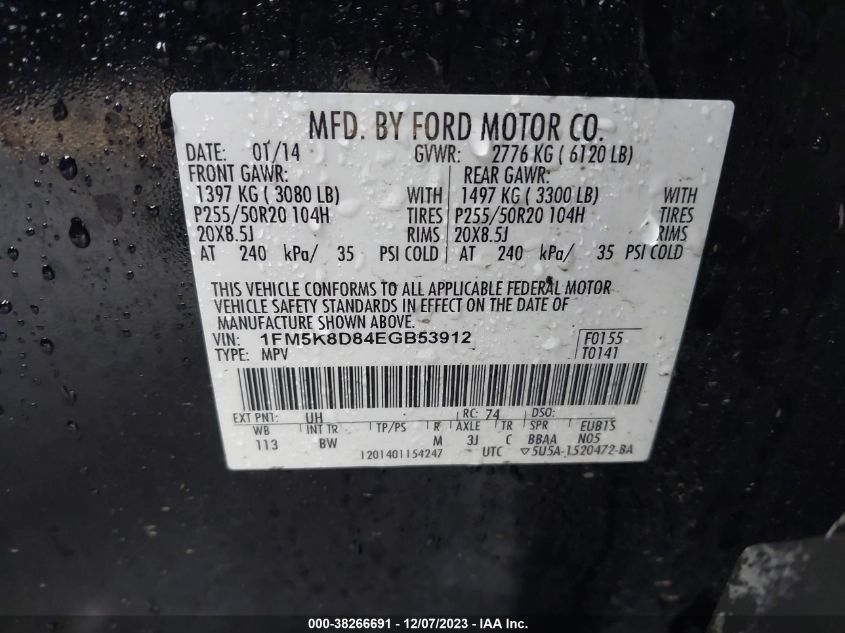 MFD. BY FORD MOTOR CO.
DATE: 01/14 GVWR: 2776 KG ( 6120 LB)
FRONT GAWR: REAR GAWR:
1397 KG ( 3080 LB) WITH 1497 KG ( 3300 LB) WITH
P255/50R20 104H TIRES P255/50R20 104H TIRES
20X8.5J RIMS 20X8.5J RIMS
AT 240 kPa/ 35 PSI COLD AT 240 kPa/ 35 PSI COLD
THIS VEHICLE CONFORMS TO ALL APPLICABLE FEDERAL MOTOR
VEHICLE SAFETY STANDARDS IN EFFECT ON THE DATE OF
MANUFACTURE SHOWN ABOVE.
VIN: 1FM5K8D84EGB53912 F0155
TYPE: MPV T0141
EXT PNT: UH RC: 74 DSO:
WB INT TR TP/PS R AXLE TR SPR EUBTS
113 BW M 3J C BBAA N05
1201401154247 UTC ▽5U5A-1520472-BA
000-38266691 - 12/07/2023 - IAA Inc.